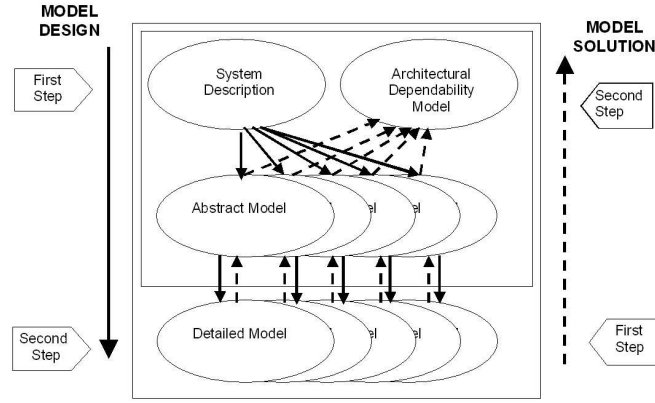 MODEL
DESIGN
MODEL
SOLUTION
First
Step
System
Description
Architectural
Dependability
Model
Second
Step
Abstract Model
Second
Step
Detailed Model
First
Step